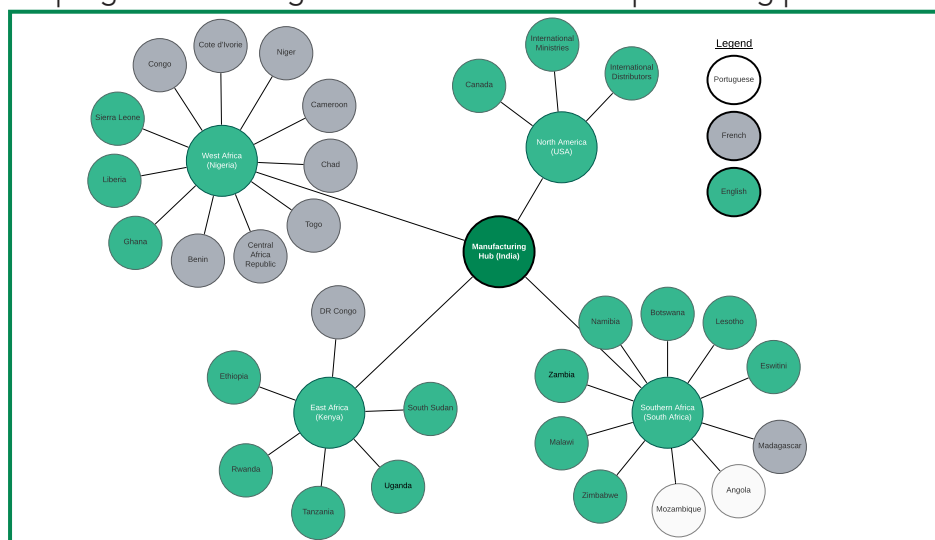 Legend
Portuguese
French
English
Cote d'Ivorie
Niger
Congo
Cameroon
Sierra Leone
West Africa
(Nigeria)
Chad
Liberia
Togo
Ghana
Benin
Central
Africa
Republic
International
Ministries
International
Distributors
Canada
North America
(USA)
Manufacturing
Hub (India)
DR Congo
Ethiopia
East Africa
(Kenya)
South Sudan
Rwanda
Uganda
Tanzania
Namibia
Botswana
Lesotho
Zambia
Eswitini
Southern Africa
(South Africa)
Malawi
Madagascar
Zimbabwe
Mozambique
Angola